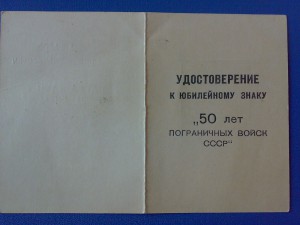 УДОСТОВЕРЕНИЕ
К ЮБИЛЕЙНОМУ ЗНАКУ
„50 лет
ПОГРАНИЧНЫХ ВОЙСК
СССР"